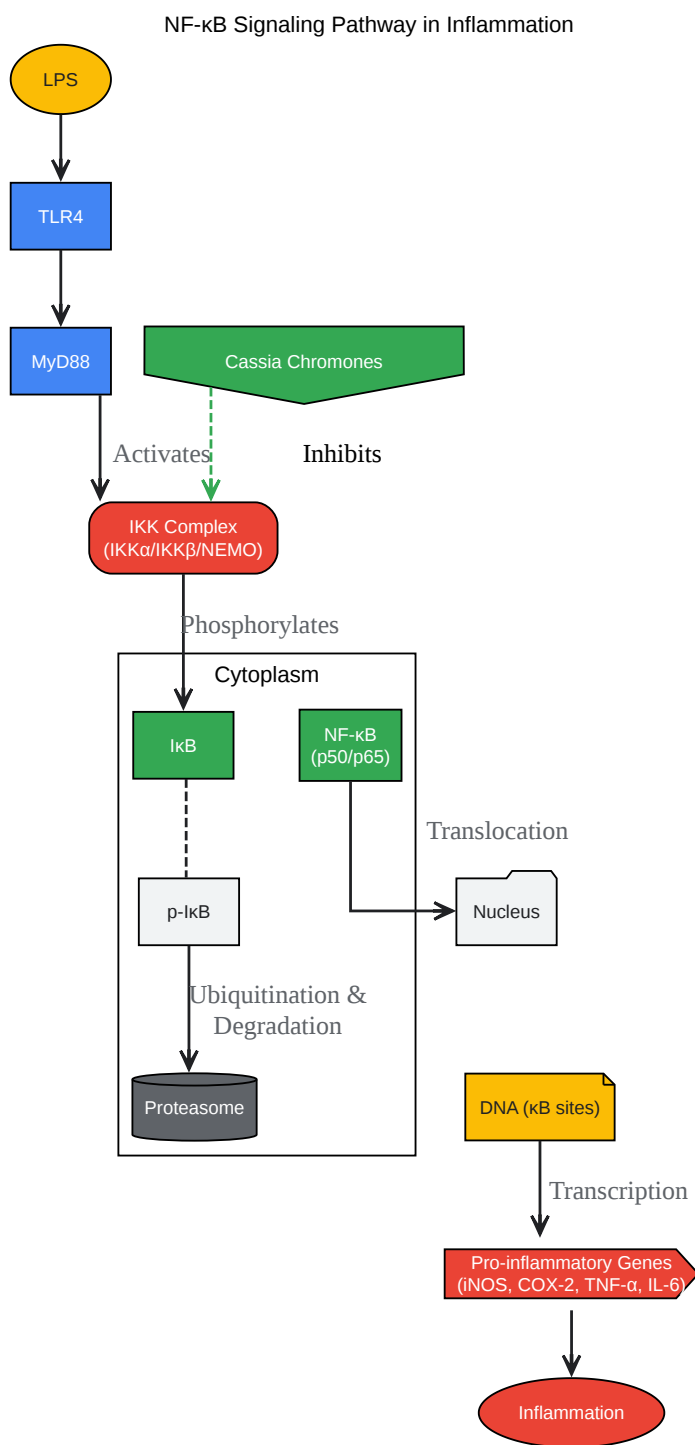 NF-κB Signaling Pathway in Inflammation
LPS
TLR4
MyD88
Cassia Chromones
Activates
Inhibits
IKK Complex
(IKKα/IKKβ/NEMO)
Phosphorylates
Cytoplasm
IκB
NF-κB
(p50/p65)
Translocation
p-IκB
Nucleus
Ubiquitination &
Degradation
Proteasome
DNA (κB sites)
Transcription
Pro-inflammatory Genes
(iNOS, COX-2, TNF-α, IL-6)
Inflammation